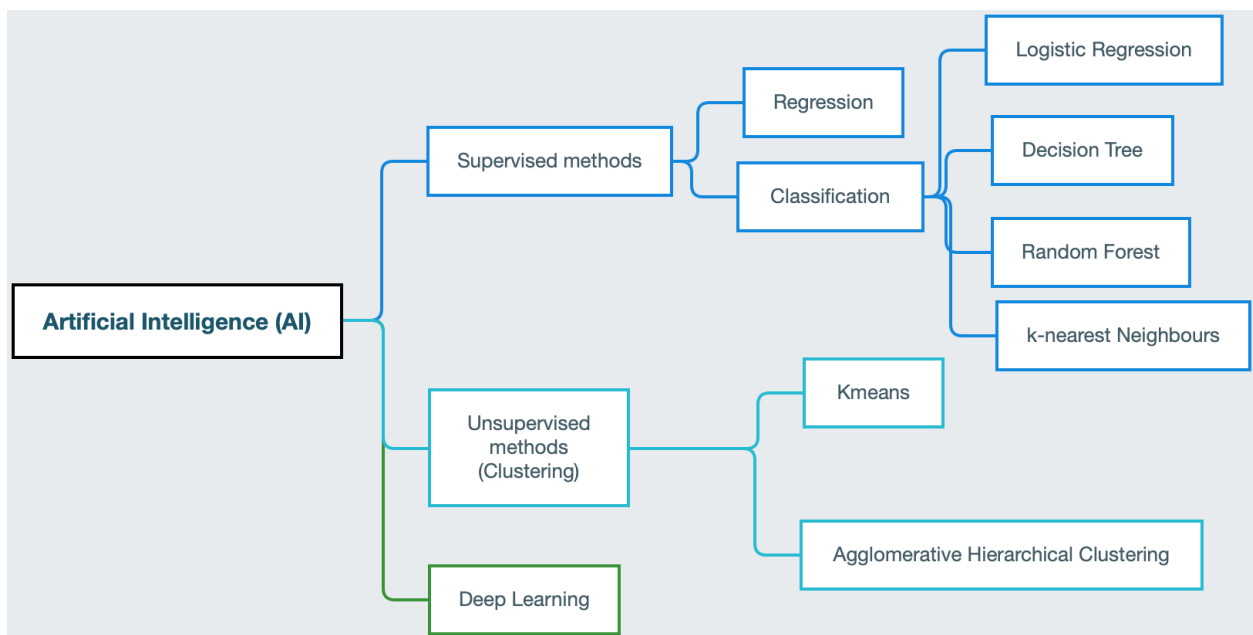 Artificial Intelligence (AI)
Supervised methods
Regression
Classification
Logistic Regression
Decision Tree
Random Forest
k-nearest Neighbours
Unsupervised
methods
(Clustering)
Kmeans
Agglomerative Hierarchical Clustering
Deep Learning